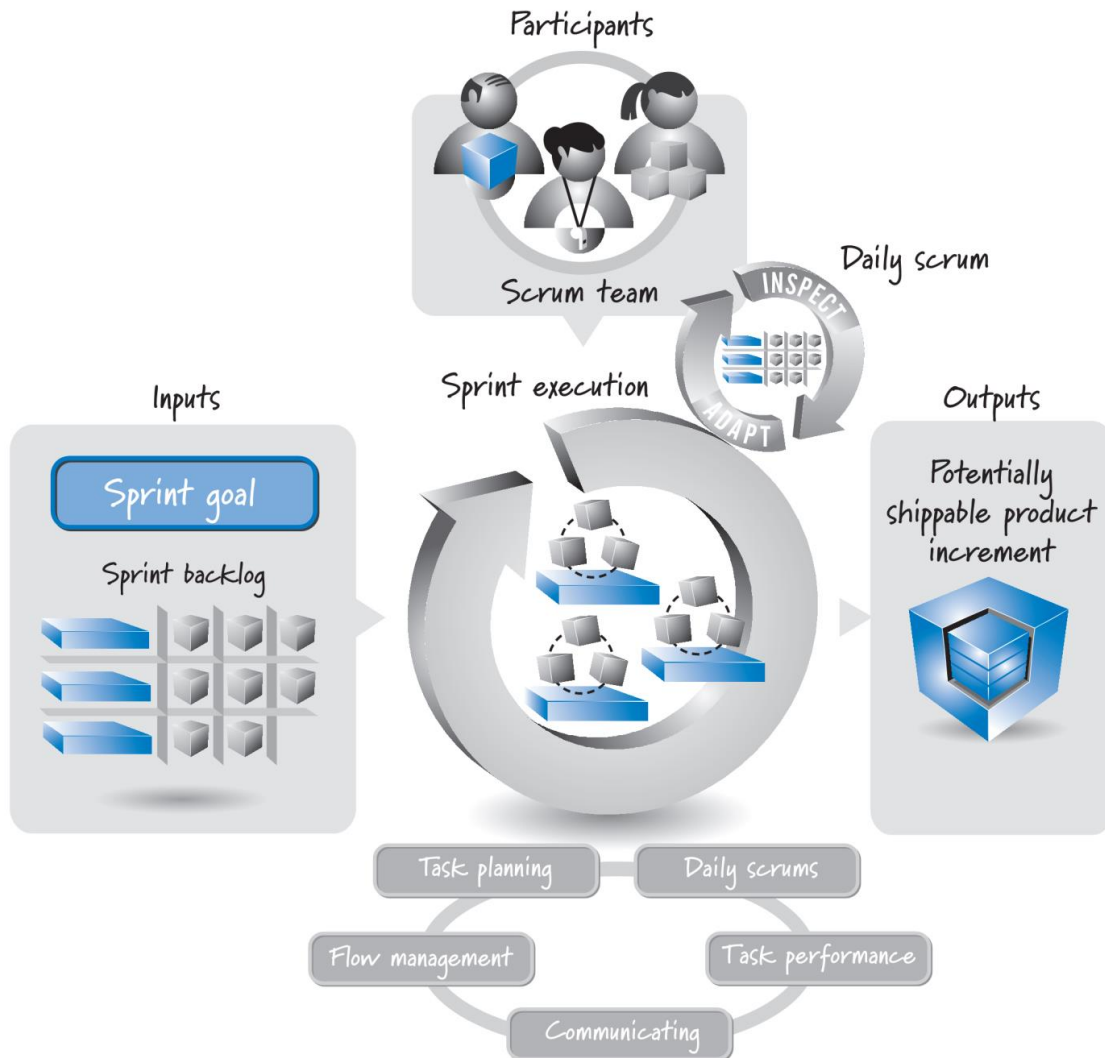 Participants
Scrum team
Daily scrum
INSPECT
ADAPT
Sprint execution
Inputs
Sprint goal
Sprint backlog
Outputs
Potentially
shippable product
increment
Task planning
Daily scrums
Flow management
Task performance
Communicating